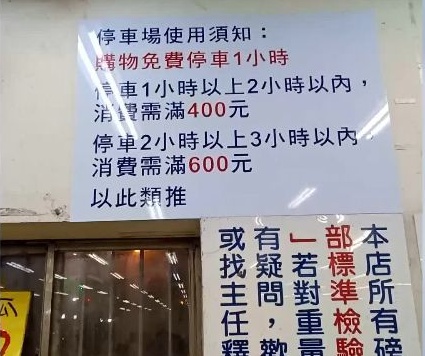 停車場使用須知：
購物免費停車1小時
停車1小時以上2小時以內，
消費需滿400元
停車2小時以上3小時以內，
消費需滿600元
以此類推
本店所有磅
部標準檢驗
」若對重量
有疑問，歡
或找主任釋